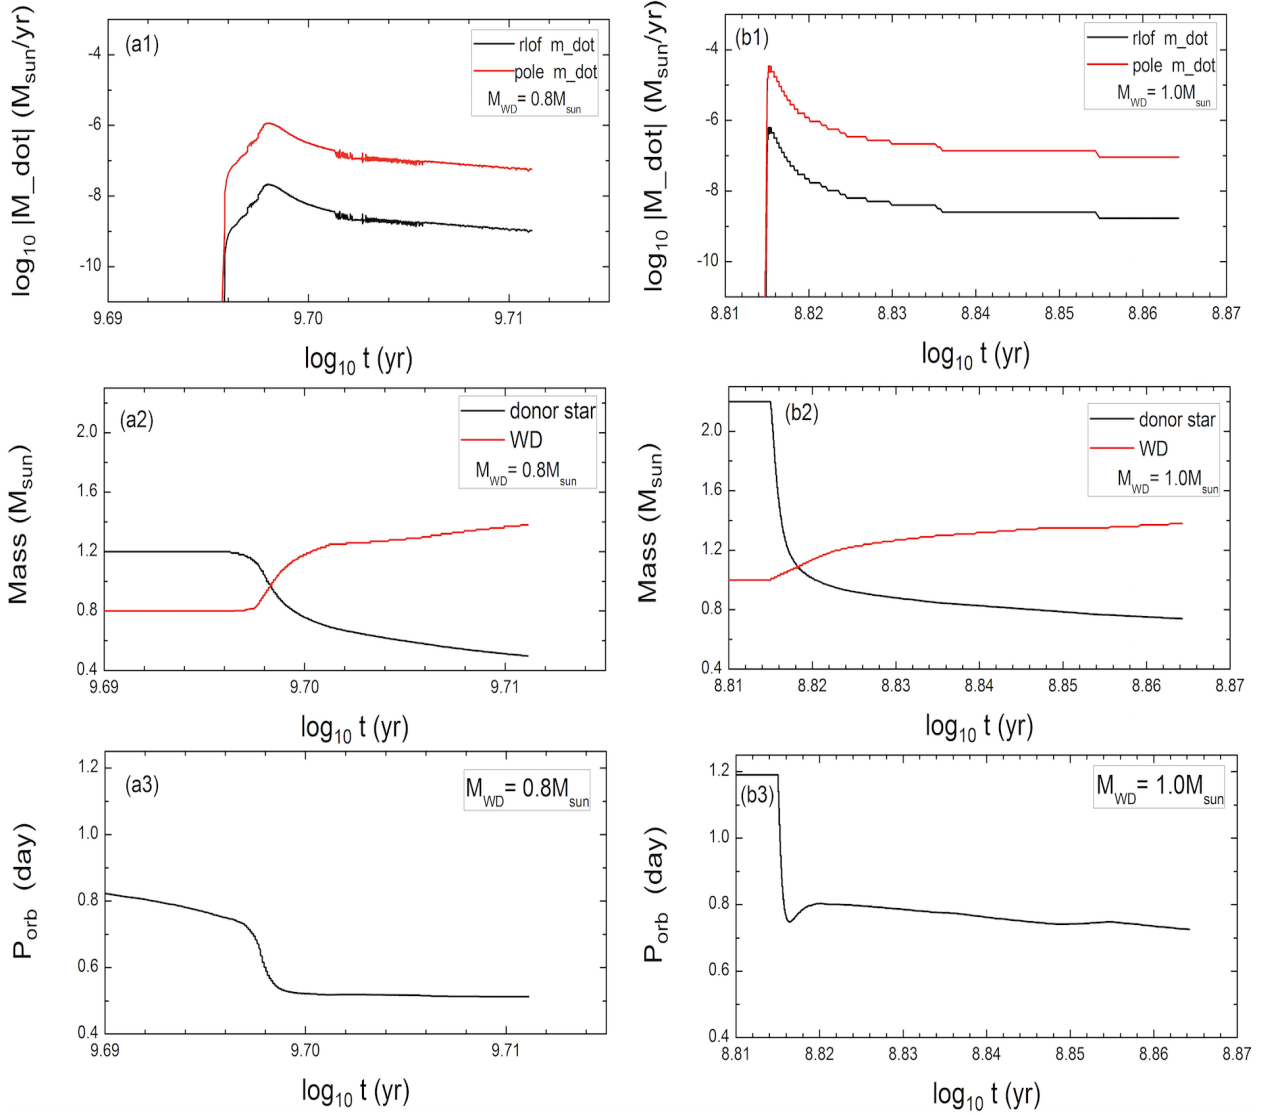 (a1)
rlof m_dot
pole m_dot
M_WD = 0.8M_sun
log₁₀ |M_dot| (M_sun/yr)
-4
-6
-8
-10
9.69 9.70 9.71
log₁₀ t (yr)
(b1)
rlof m_dot
pole m_dot
M_WD = 1.0M_sun
log₁₀ |M_dot| (M_sun/yr)
-4
-6
-8
-10
8.81 8.82 8.83 8.84 8.85 8.86 8.87
log₁₀ t (yr)
(a2)
donor star
WD
M_WD = 0.8M_sun
Mass (M_sun)
2.0
1.6
1.2
0.8
0.4
9.69 9.70 9.71
log₁₀ t (yr)
(b2)
donor star
WD
M_WD = 1.0M_sun
Mass (M_sun)
2.0
1.6
1.2
0.8
0.4
8.81 8.82 8.83 8.84 8.85 8.86 8.87
log₁₀ t (yr)
(a3)
M_WD = 0.8M_sun
P_orb (day)
1.2
1.0
0.8
0.6
0.4
9.69 9.70 9.71
log₁₀ t (yr)
(b3)
M_WD = 1.0M_sun
P_orb (day)
1.2
1.0
0.8
0.6
0.4
8.81 8.82 8.83 8.84 8.85 8.86 8.87
log₁₀ t (yr)